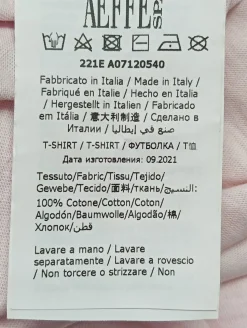 AEFFE SPA
221E A07120540
Fabbricato in Italia / Made in Italy /
Fabriqué en Italie / Hecho en Italia
/ Hergestellt in Italien / Fabricado
em Itália / 意大利制造 / Сделано в
Италии / صنع في إيطاليا
T-SHIRT / T-SHIRT / ФУТБОЛКА / T恤
Дата изготовления: 09.2021
Tessuto/Fabric/Tissu/Tejido/
Gewebe/Tecido/面料/ткань/النسيج:
100% Cotone/Cotton/Coton/
Algodón/Baumwolle/Algodão/棉/
Хлопок/قطن
Lavare a mano / Lavare
separatamente / Lavare a rovescio
/ Non torcere o strizzare / Non